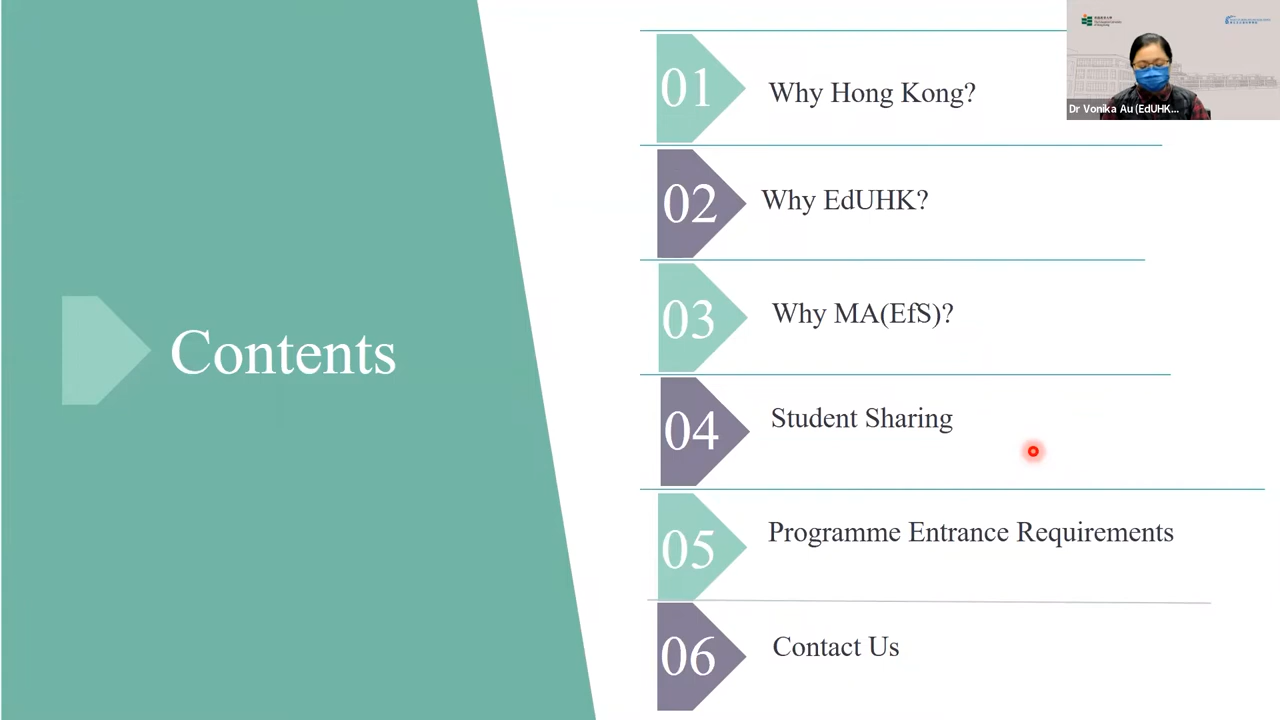 Contents
01
Why Hong Kong?
02
Why EdUHK?
03
Why MA(EfS)?
04
Student Sharing
05
Programme Entrance Requirements
06
Contact Us
Dr Vonika Au (EdUHK...